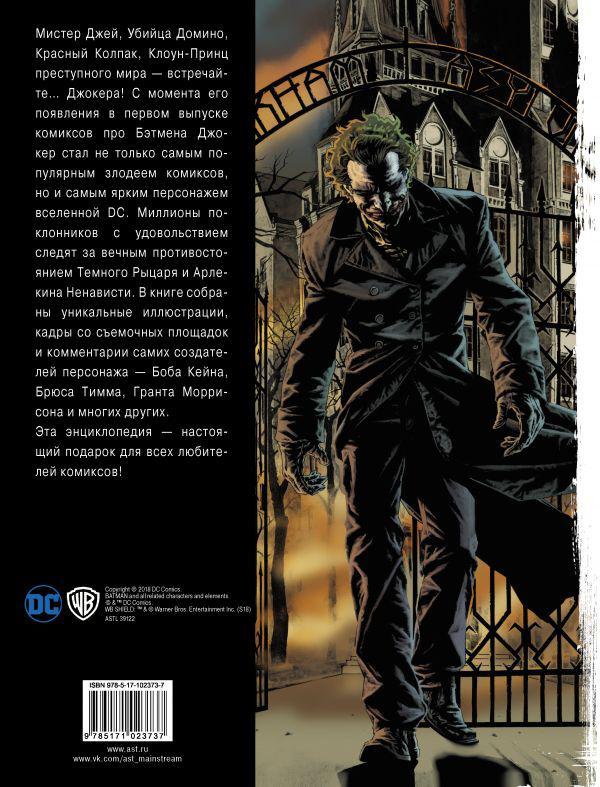 Мистер Джей, Убийца Домино,
Красный Колпак, Клоун-Принц
преступного мира — встречай-
те... Джокера! С момента его
появления в первом выпуске
комиксов про Бэтмена Джо-
кер стал не только самым по-
пулярным злодеем комиксов,
но и самым ярким персонажем
вселенной DC. Миллионы по-
клонников с удовольствием
следят за вечным противосто-
янием Темного Рыцаря и Арле-
кина Ненависти. В книге собра-
ны уникальные иллюстрации,
кадры со съемочных площадок
и комментарии самих создате-
лей персонажа — Боба Кейна,
Брюса Тимма, Гранта Морри-
сона и многих других.
Эта энциклопедия — настоя-
щий подарок для всех любите-
лей комиксов!
ARKHAM ASYLUM
DC
WB
Copyright © 2018 DC Comics.
BATMAN and all related characters and elements
© & ™ DC Comics.
WB SHIELD: ™ & © Warner Bros. Entertainment Inc. (S18)
ASTL 39122
ISBN 978-5-17-102373-7
9 785171 023737
www.ast.ru
www.vk.com/ast_mainstream